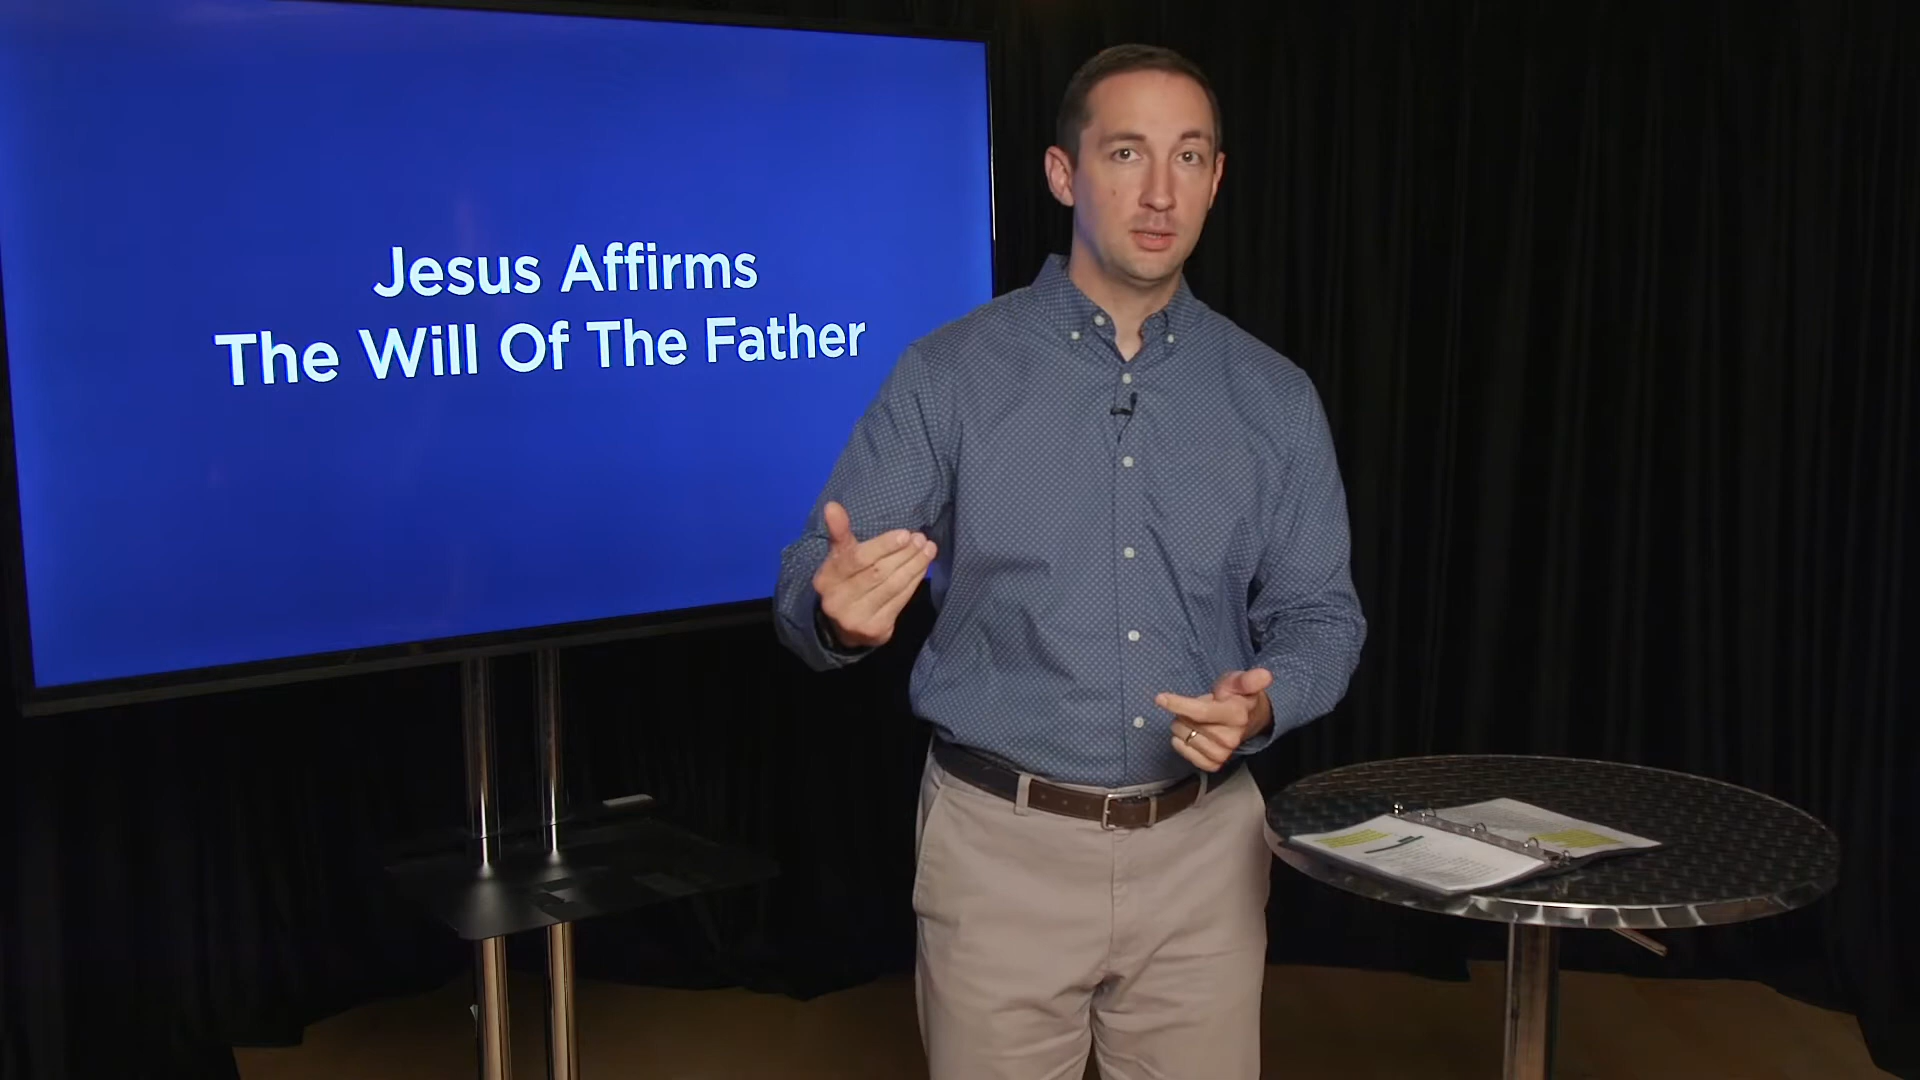 Jesus Affirms
The Will Of The Father